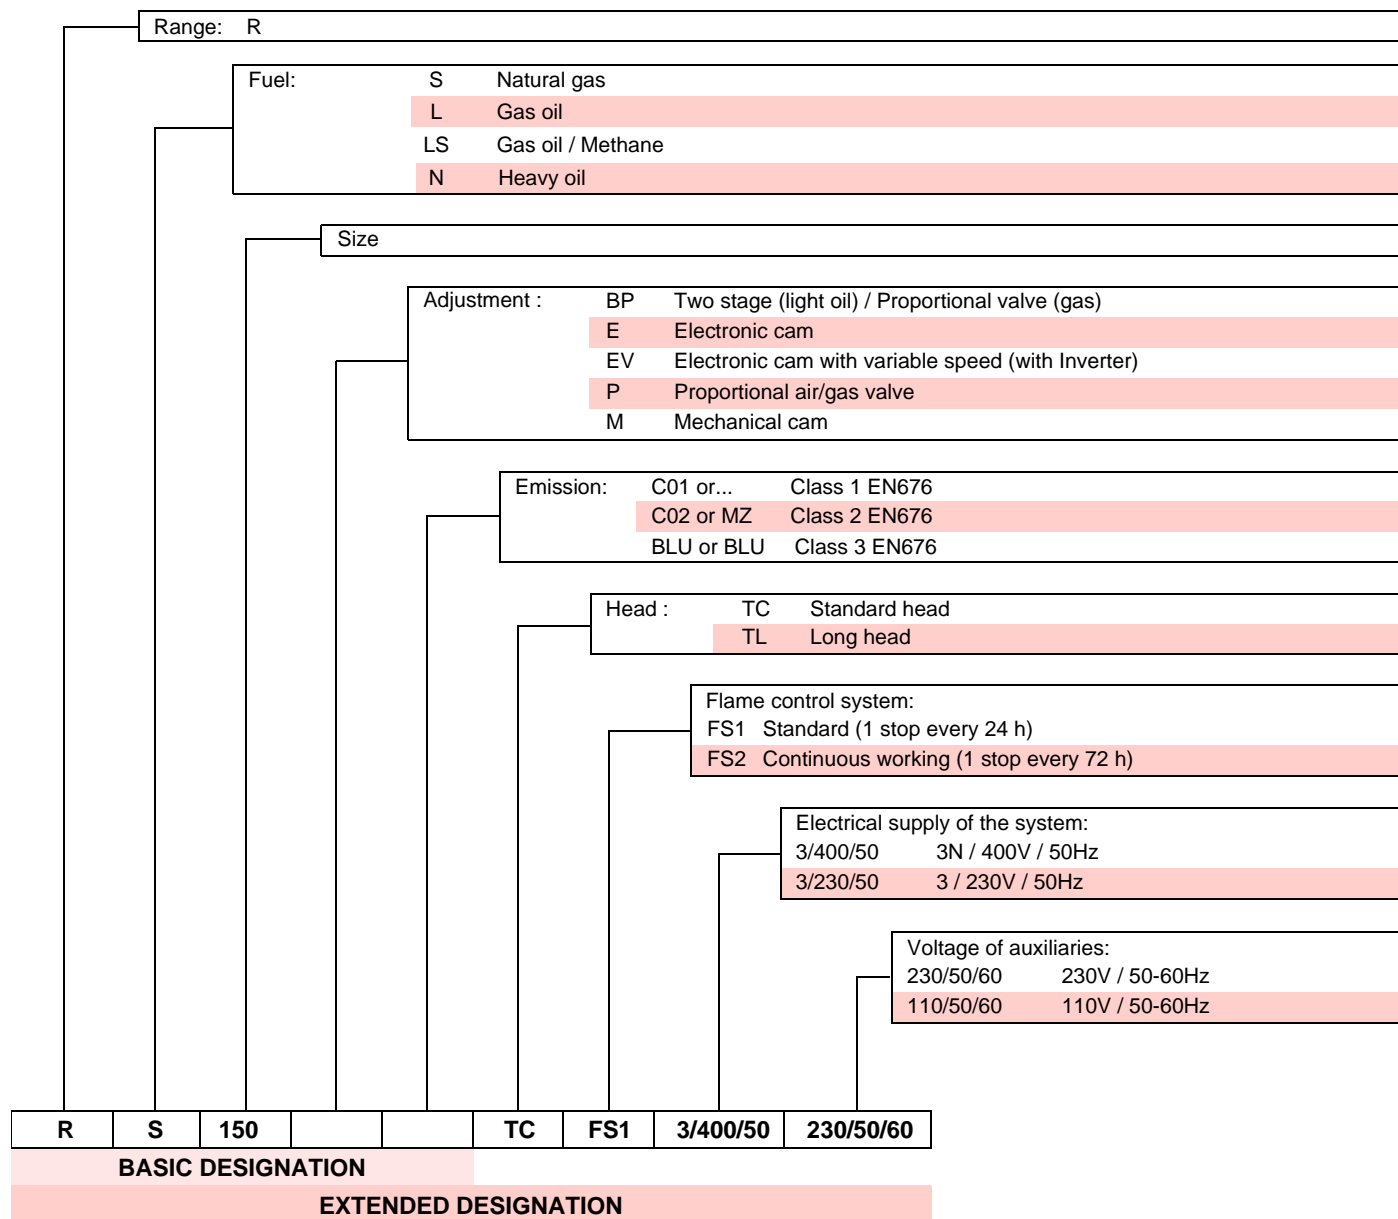 Range: R
Fuel: S Natural gas
L Gas oil
LS Gas oil / Methane
N Heavy oil
Size
Adjustment : BP Two stage (light oil) / Proportional valve (gas)
E Electronic cam
EV Electronic cam with variable speed (with Inverter)
P Proportional air/gas valve
M Mechanical cam
Emission: C01 or... Class 1 EN676
C02 or MZ Class 2 EN676
BLU or BLU Class 3 EN676
Head : TC Standard head
TL Long head
Flame control system:
FS1 Standard (1 stop every 24 h)
FS2 Continuous working (1 stop every 72 h)
Electrical supply of the system:
3/400/50 3N / 400V / 50Hz
3/230/50 3 / 230V / 50Hz
Voltage of auxiliaries:
230/50/60 230V / 50-60Hz
110/50/60 110V / 50-60Hz
R S 150 TC FS1 3/400/50 230/50/60
BASIC DESIGNATION
EXTENDED DESIGNATION